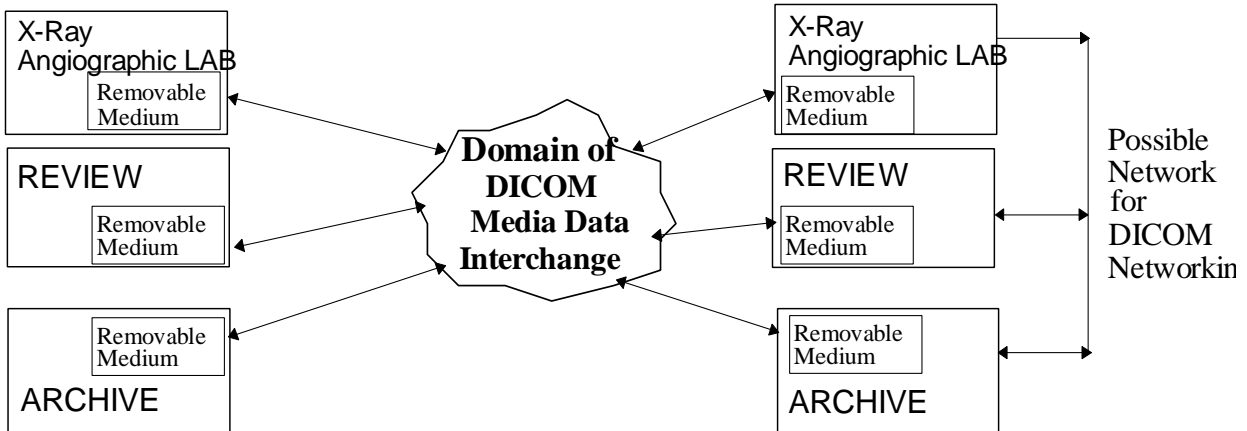 X-Ray
Angiographic LAB
Removable
Medium
REVIEW
Removable
Medium
Removable
Medium
ARCHIVE
Domain of
DICOM
Media Data
Interchange
X-Ray
Angiographic LAB
Removable
Medium
REVIEW
Removable
Medium
Removable
Medium
ARCHIVE
Possible
Network
for
DICOM
Networkin